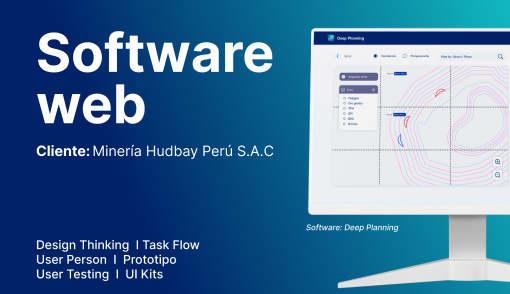 Software
web
Cliente: Minería Hudbay Perú S.A.C
Design Thinking I Task Flow
User Person I Prototipo
User Testing I UI Kits
Deep Planning
Software: Deep Planning